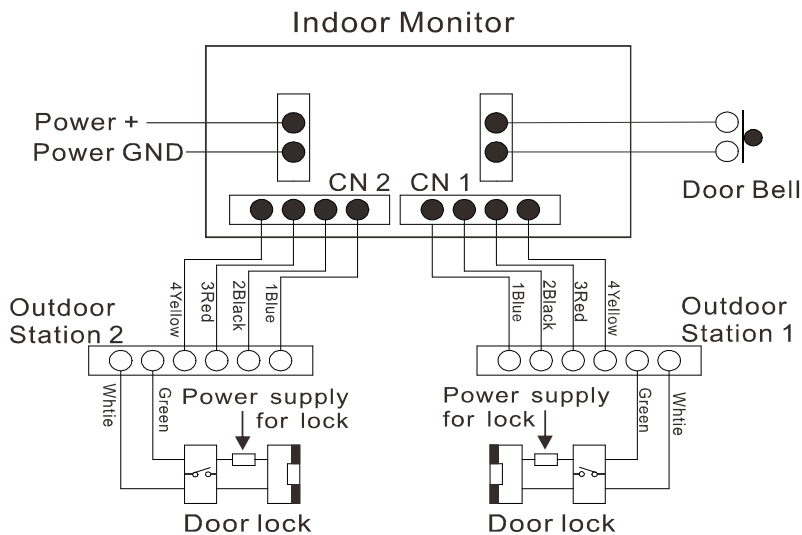 Indoor Monitor
Power +
Power GND
CN 2
CN 1
Door Bell
4Yellow
3Red
2Black
1Blue
1Blue
2Black
3Red
4Yellow
Outdoor
Station 2
Outdoor
Station 1
Whtie
Green
Power supply
for lock
Power supply
for lock
Green
Whtie
Door lock
Door lock